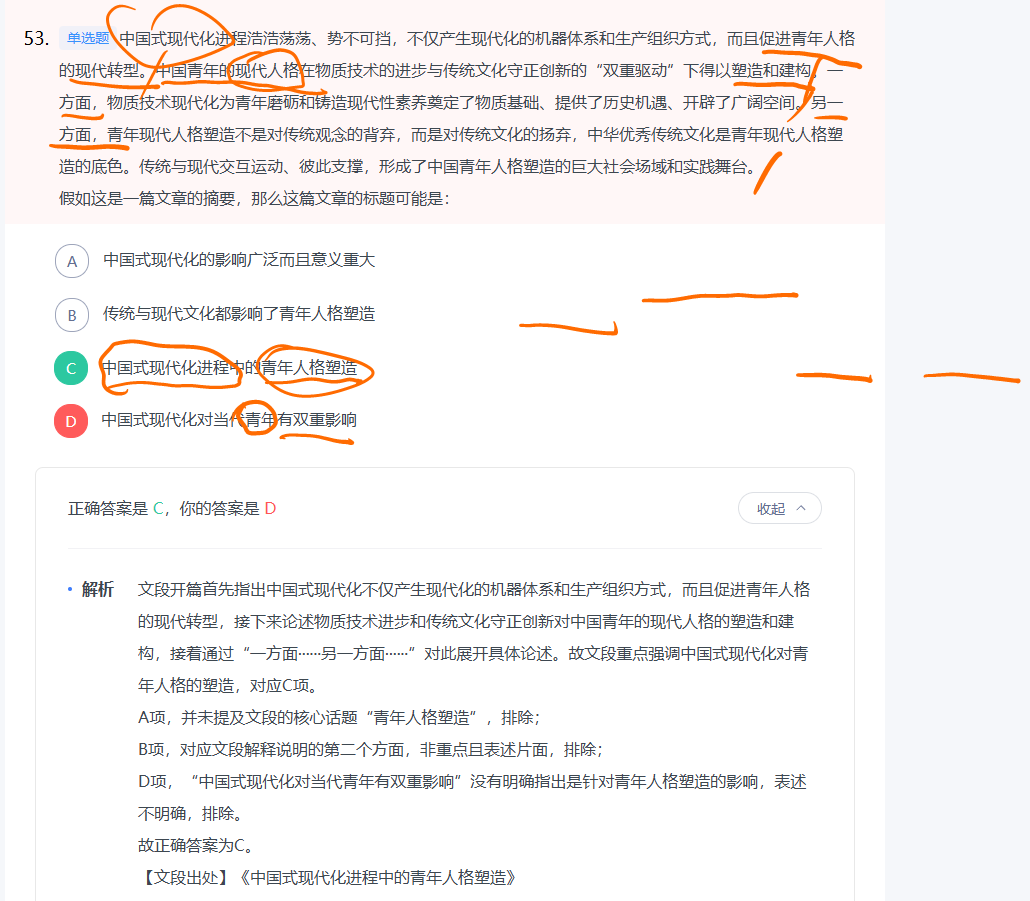 53. 单选题 中国式现代化进程浩浩荡荡、势不可挡，不仅产生现代化的机器体系和生产组织方式，而且促进青年人格
的现代转型。中国青年的现代人格在物质技术的进步与传统文化守正创新的“双重驱动”下得以塑造和建构。一
方面，物质技术现代化为青年磨砺和铸造现代性素养奠定了物质基础、提供了历史机遇、开辟了广阔空间。另一
方面，青年现代人格塑造不是对传统观念的背弃，而是对传统文化的扬弃，中华优秀传统文化是青年现代人格塑
造的底色。传统与现代交互运动、彼此支撑，形成了中国青年人格塑造的巨大社会场域和实践舞台。
假如这是一篇文章的摘要，那么这篇文章的标题可能是：
A 中国式现代化的影响广泛而且意义重大
B 传统与现代文化都影响了青年人格塑造
C 中国式现代化进程中的青年人格塑造
D 中国式现代化对当代青年有双重影响
正确答案是 C，你的答案是 D
收起
解析 文段开篇首先指出中国式现代化不仅产生现代化的机器体系和生产组织方式，而且促进青年人格
的现代转型，接下来论述物质技术进步和传统文化守正创新对中国青年的现代人格的塑造和建
构，接着通过“一方面……另一方面……”对此展开具体论述。故文段重点强调中国式现代化对青
年人格的塑造，对应C项。
A项，并未提及文段的核心话题“青年人格塑造”，排除；
B项，对应文段解释说明的第二个方面，非重点且表述片面，排除；
D项，“中国式现代化对当代青年有双重影响”没有明确指出是针对青年人格塑造的影响，表述
不明确，排除。
故正确答案为C。
【文段出处】《中国式现代化进程中的青年人格塑造》